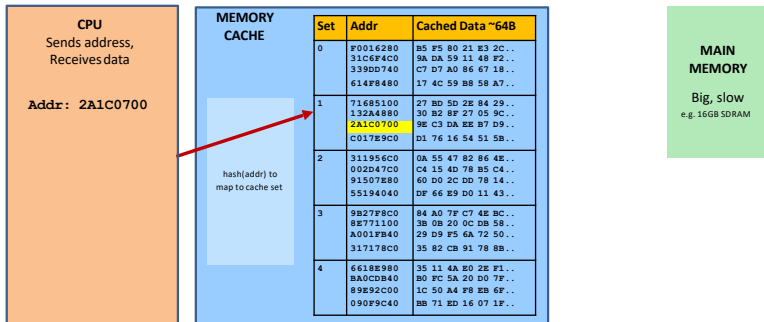 CPU
Sends address,
Receives data
Addr: 2A1C0700
MEMORY
CACHE
hash(addr) to
map to cache set
Set Addr Cached Data ~64B
0 F0016280 B5 F5 80 21 E3 2C..
31C6F4C0 9A DA 59 11 48 F2..
339DD740 C7 D7 A0 86 67 18..
614F8480 17 4C 59 B8 58 A7..
1 71685100 27 BD 5D 2E 84 29..
132A4880 30 B2 8F 27 05 9C..
2A1C0700 9E C3 DA EE B7 D9..
C017E9C0 D1 76 16 54 51 5B..
2 311956C0 0A 55 47 82 86 4E..
002D47C0 C4 15 4D 78 B5 C4..
91507E80 60 D0 2C DD 78 14..
55194040 DF 66 E9 D0 11 43..
3 9B27F8C0 84 A0 7F C7 4E BC..
8E771100 3B 0B 20 0C DB 58..
A001FB40 29 D9 F5 6A 72 50..
317178C0 35 82 CB 91 78 8B..
4 6618E980 35 11 4A E0 2E F1..
BA0CDB40 B0 FC 5A 20 D0 7F..
89E92C00 1C 50 A4 F8 EB 6F..
090F9C40 BB 71 ED 16 07 1F..
MAIN
MEMORY
Big, slow
e.g. 16GB SDRAM